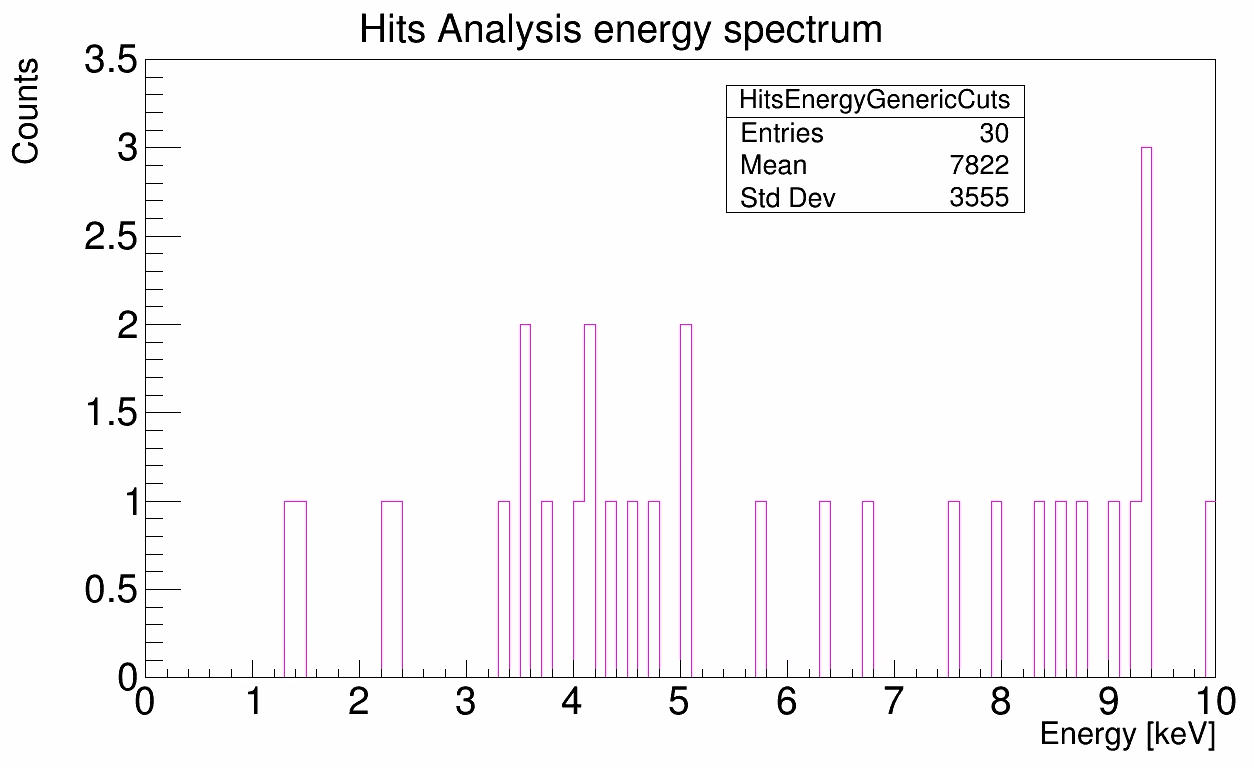 Hits Analysis energy spectrum
Counts
3.5
3
2.5
2
1.5
1
0.5
0
HitsEnergyGenericCuts
Entries 30
Mean 7822
Std Dev 3555
0 1 2 3 4 5 6 7 8 9 10
Energy [keV]